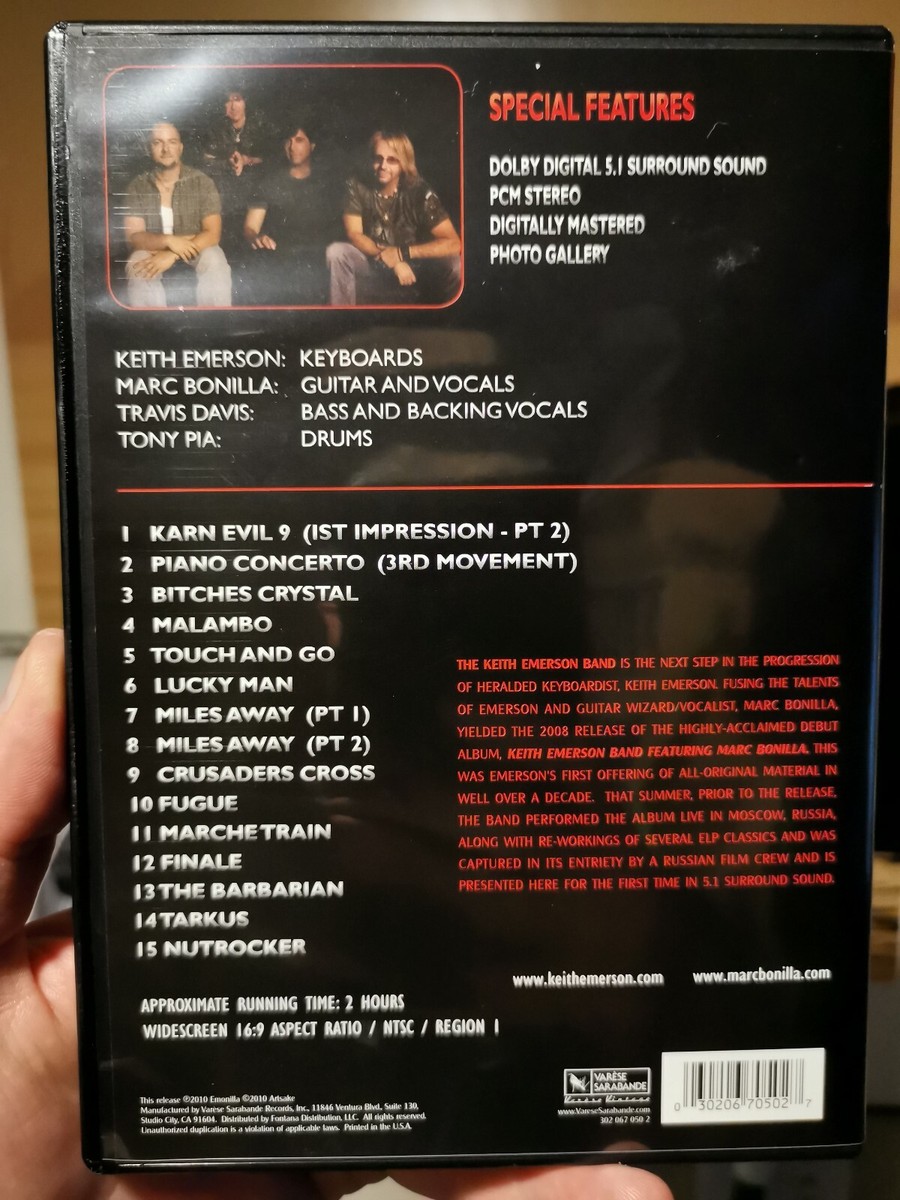 SPECIAL FEATURES
DOLBY DIGITAL 5.1 SURROUND SOUND
PCM STEREO
DIGITALLY MASTERED
PHOTO GALLERY
KEITH EMERSON: KEYBOARDS
MARC BONILLA: GUITAR AND VOCALS
TRAVIS DAVIS: BASS AND BACKING VOCALS
TONY PIA: DRUMS
1 KARN EVIL 9 (1ST IMPRESSION - PT 2)
2 PIANO CONCERTO (3RD MOVEMENT)
3 BITCHES CRYSTAL
4 MALAMBO
5 TOUCH AND GO
6 LUCKY MAN
7 MILES AWAY (PT 1)
8 MILES AWAY (PT 2)
9 CRUSADERS CROSS
10 FUGUE
11 MARCHE TRAIN
12 FINALE
13 THE BARBARIAN
14 TARKUS
15 NUTROCKER
THE KEITH EMERSON BAND IS THE NEXT STEP IN THE PROGRESSION
OF HERALDED KEYBOARDIST, KEITH EMERSON. FUSING THE TALENTS
OF EMERSON AND GUITAR WIZARD/VOCALIST, MARC BONILLA,
YIELDED THE 2008 RELEASE OF THE HIGHLY-ACCLAIMED DEBUT
ALBUM, KEITH EMERSON BAND FEATURING MARC BONILLA. THIS
WAS EMERSON'S FIRST OFFERING OF ALL-ORIGINAL MATERIAL IN
WELL OVER A DECADE. THAT SUMMER, PRIOR TO THE RELEASE,
THE BAND PERFORMED THE ALBUM LIVE IN MOSCOW, RUSSIA,
ALONG WITH RE-WORKINGS OF SEVERAL ELP CLASSICS AND WAS
CAPTURED IN ITS ENTRIETY BY A RUSSIAN FILM CREW AND IS
PRESENTED HERE FOR THE FIRST TIME IN 5.1 SURROUND SOUND.
www.keithemerson.com www.marcbonilla.com
APPROXIMATE RUNNING TIME: 2 HOURS
WIDESCREEN 16:9 ASPECT RATIO / NTSC / REGION 1
This release ℗2010 Emonilla ©2010 Artsake
Manufactured by Varèse Sarabande Records, Inc., 11846 Ventura Blvd., Suite 130,
Studio City, CA 91604. Distributed by Fontana Distribution, LLC. All rights reserved.
Unauthorized duplication is a violation of applicable laws. Printed in the U.S.A.
VARÈSE
SARABANDE
www.VareseSarabande.com
302 067 050 2
0 30206 70502 7